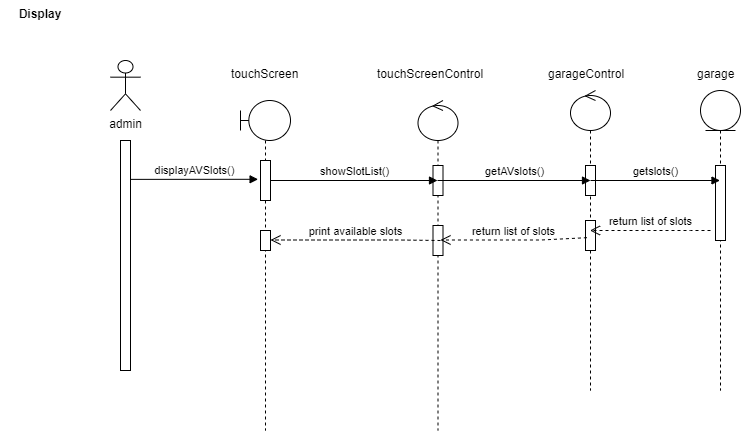 Display
touchScreen
touchScreenControl
garageControl
garage
admin
displayAVSlots()
showSlotList()
getAVslots()
getslots()
return list of slots
print available slots
return list of slots